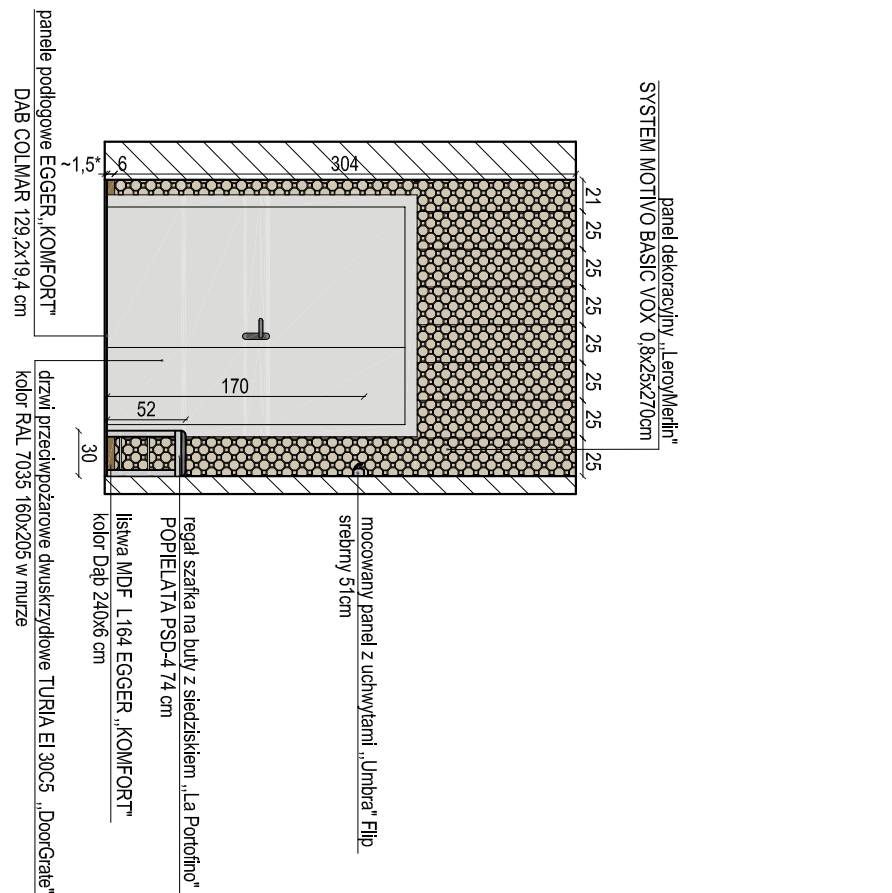 panel dekoracyjny ,,LeroyMerlin"
SYSTEM MOTIVO BASIC VOX 0,8x25x270cm
21 25 25 25 25 25 25 25
304
6
~1,5*
170
52
30
mocowany panel z uchwytami ,,Umbra" Flip
srebrny 51cm
regał szafka na buty z siedziskiem ,,La Portofino"
POPIELATA PSD-4 74 cm
listwa MDF L164 EGGER ,,KOMFORT"
kolor Dąb 240x6 cm
panele podłogowe EGGER,,KOMFORT"
DAB COLMAR 129,2x19,4 cm
drzwi przeciwpożarowe dwuskrzydłowe TURIA EI 30C5 ,,DoorGrate"
kolor RAL 7035 160x205 w murze